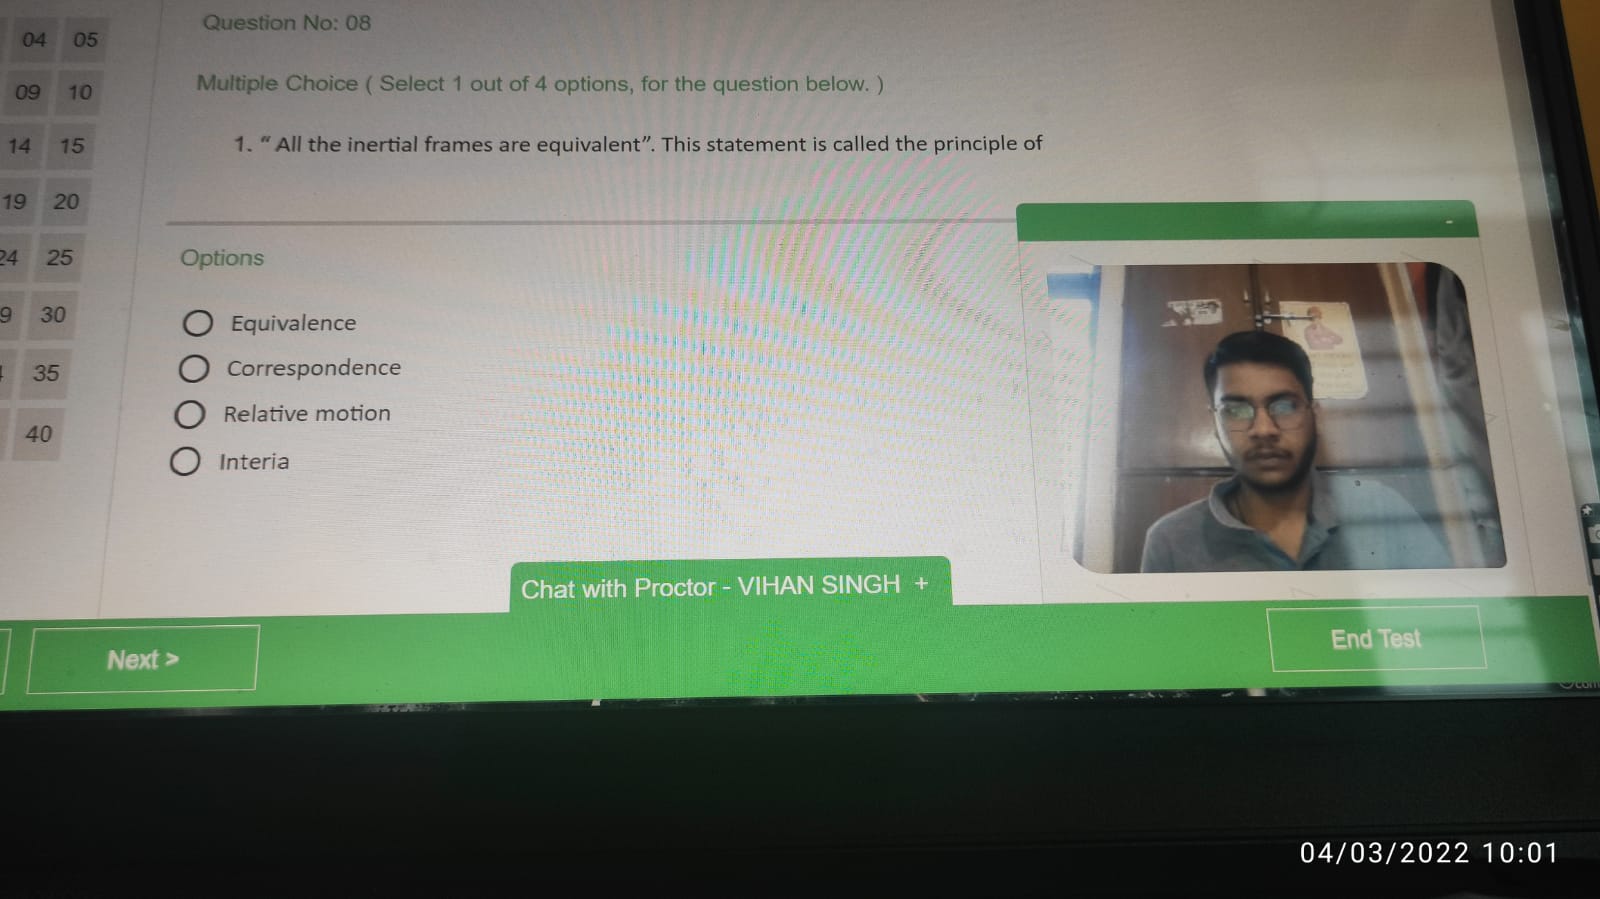 Question No: 08
04 05
Multiple Choice ( Select 1 out of 4 options, for the question below. )
09 10
1. “ All the inertial frames are equivalent”. This statement is called the principle of
14 15
19 20
-
Options
24 25
Equivalence
9 30
Correspondence
35
Relative motion
40
Interia
Chat with Proctor - VIHAN SINGH +
Next >
End Test
04/03/2022 10:01